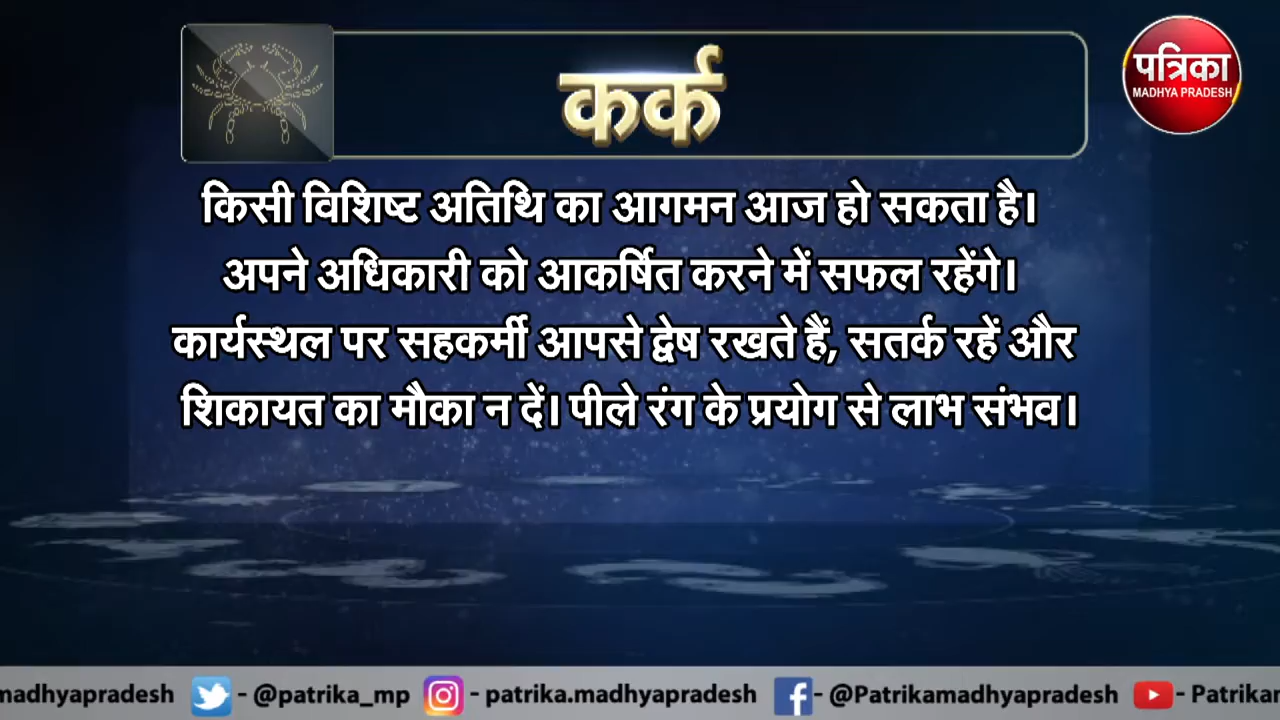 कर्क
पत्रिका
MADHYA PRADESH
किसी विशिष्ट अतिथि का आगमन आज हो सकता है।
अपने अधिकारी को आकर्षित करने में सफल रहेंगे।
कार्यस्थल पर सहकर्मी आपसे द्वेष रखते हैं, सतर्क रहें और
शिकायत का मौका न दें। पीले रंग के प्रयोग से लाभ संभव।
madhyapradesh - @patrika_mp - patrika.madhyapradesh - @Patrikamadhyapradesh - Patrika